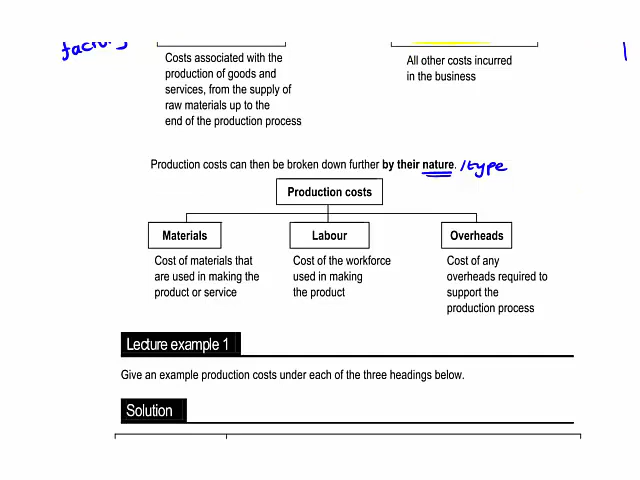 factory
Costs associated with the
production of goods and
services, from the supply of
raw materials up to the
end of the production process
All other costs incurred
in the business
Production costs can then be broken down further by their nature. /type
Production costs
Materials
Labour
Overheads
Cost of materials that
are used in making the
product or service
Cost of the workforce
used in making
the product
Cost of any
overheads required to
support the
production process
Lecture example 1
Give an example production costs under each of the three headings below.
Solution